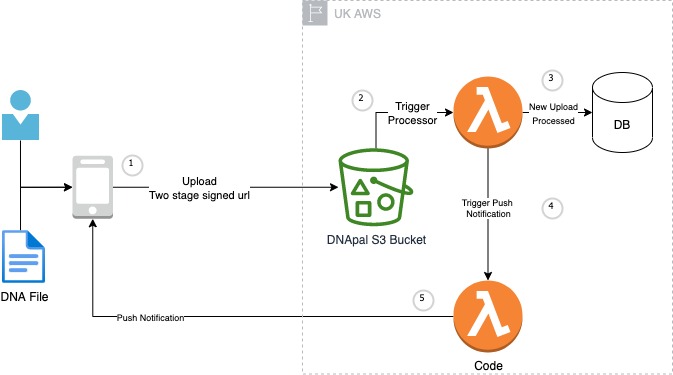 UK AWS
1
Upload
Two stage signed url
2
Trigger
Processor
3
New Upload
Processed
DB
DNApal S3 Bucket
Trigger Push
Notification
4
DNA File
5
Push Notification
Code